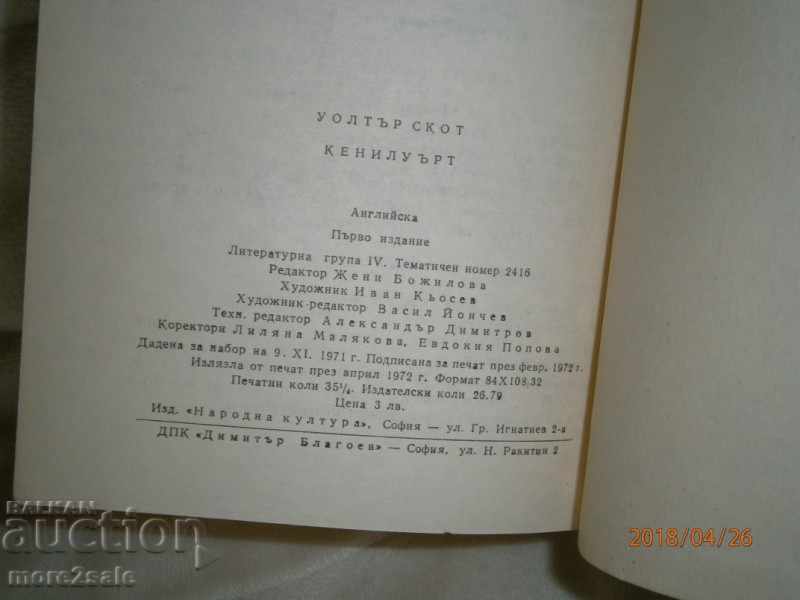 УОЛТЪР СКОТ
КЕНИЛУЪРТ
Английска
Първо издание
Литературна група IV. Тематичен номер 2416
Редактор Жени Божилова
Художник Иван Кьосев
Художник-редактор Васил Йончев
Техн. редактор Александър Димитров
Коректори Лиляна Малякова, Евдокия Попова
Дадена за набор на 9. XI. 1971 г. Подписана за печат през февр. 1972 г.
Излязла от печат през април 1972 г. Формат 84X108/32
Печатни коли 35¼. Издателски коли 26.79
Цена 3 лв.
Изд. «Народна култура», София — ул. Гр. Игнатиев 2-а
ДПК «Димитър Благоев» — София, ул. Н. Ракитин 2
BALKAN
auction
more2sale
2018/04/26